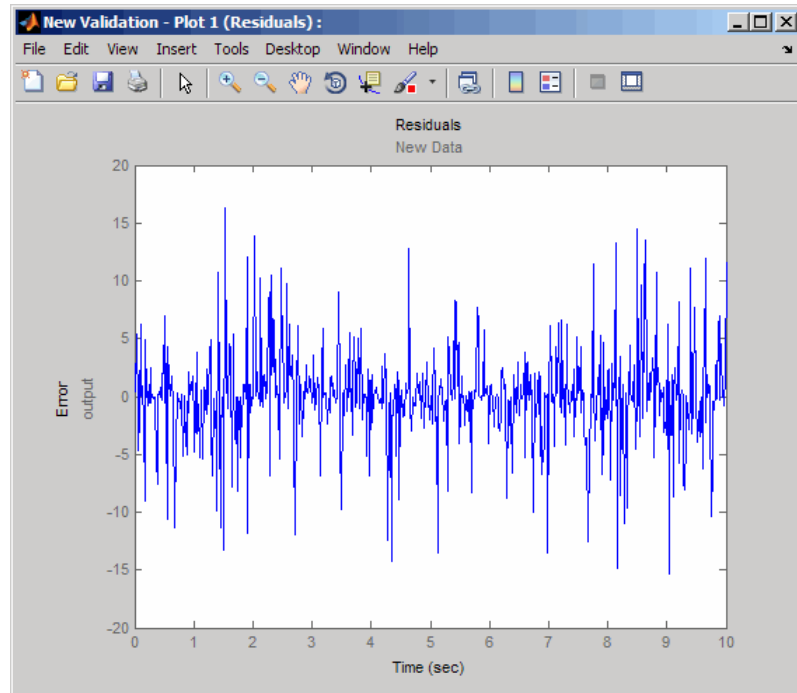 New Validation - Plot 1 (Residuals) :
File Edit View Insert Tools Desktop Window Help
Residuals
New Data
20
15
10
5
0
-5
-10
-15
-20
Error
output
0 1 2 3 4 5 6 7 8 9 10
Time (sec)